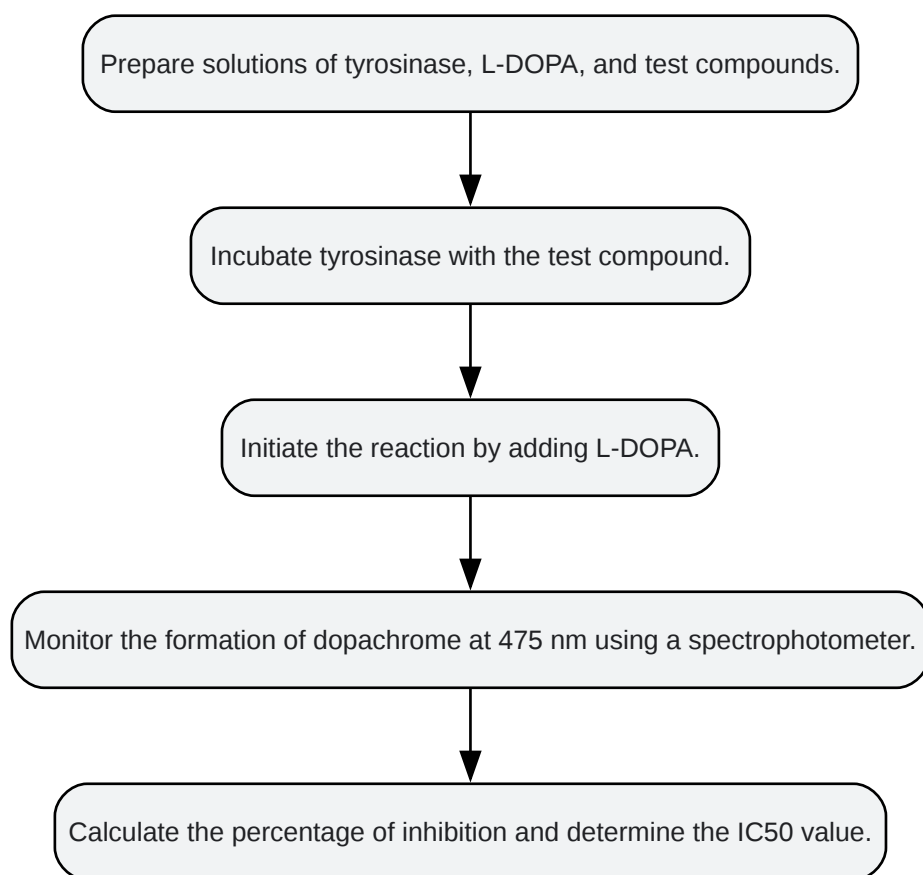 Prepare solutions of tyrosinase, L-DOPA, and test compounds.
Incubate tyrosinase with the test compound.
Initiate the reaction by adding L-DOPA.
Monitor the formation of dopachrome at 475 nm using a spectrophotometer.
Calculate the percentage of inhibition and determine the IC50 value.